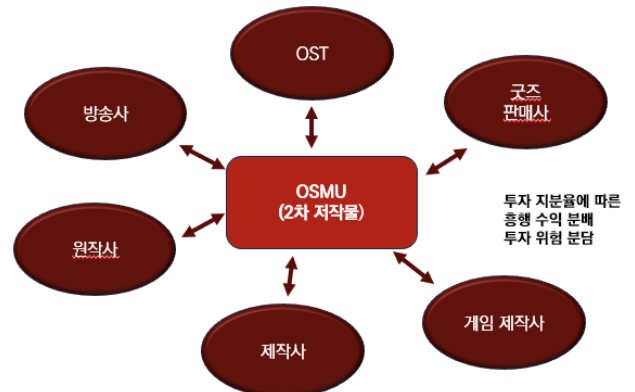 OST
굿즈
판매사
방송사
OSMU
(2차 저작물)
투자 지분율에 따른
흥행 수익 분배
투자 위험 분담
원작사
게임 제작사
제작사